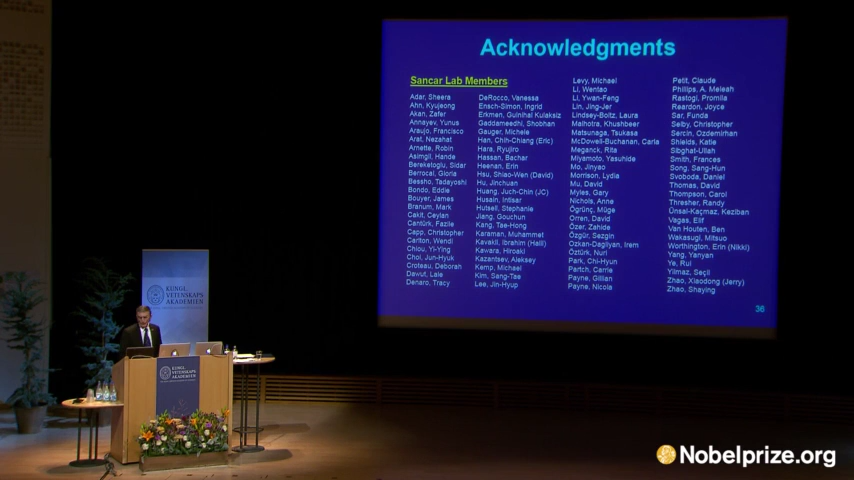 Acknowledgments
Sancar Lab Members
Adar, Sheera
Ahn, Kyujeong
Akan, Zafer
Annayev, Yunus
Araujo, Francisco
Arat, Nezahat
Arnette, Robin
Asimgil, Hande
Bereketoglu, Sidar
Berrocal, Gloria
Bessho, Tadayoshi
Bondo, Eddie
Bouyer, James
Branum, Mark
Cakit, Ceylan
Cantürk, Fazile
Capp, Christopher
Carlton, Wendi
Chiou, Yi-Ying
Choi, Jun-Hyuk
Croteau, Deborah
Dawut, Lale
Denaro, Tracy
DeRocco, Vanessa
Ensch-Simon, Ingrid
Erkmen, Gulnihal Kulaksiz
Gaddameedhi, Shobhan
Gauger, Michele
Han, Chih-Chiang (Eric)
Hara, Ryujiro
Hassan, Bachar
Heenan, Erin
Hsu, Shiao-Wen (David)
Hu, Jinchuan
Huang, Juch-Chin (JC)
Husain, Intisar
Hutsell, Stephanie
Jiang, Gouchun
Kang, Tae-Hong
Karaman, Muhammet
Kavakli, Ibrahim (Halil)
Kawara, Hiroaki
Kazantsev, Aleksey
Kemp, Michael
Kim, Sang-Tae
Lee, Jin-Hyup
Levy, Michael
Li, Wentao
Li, Ywan-Feng
Lin, Jing-Jer
Lindsey-Boltz, Laura
Malhotra, Khushbeer
Matsunaga, Tsukasa
McDowell-Buchanan, Carla
Meganck, Rita
Miyamoto, Yasuhide
Mo, Jinyao
Morrison, Lydia
Mu, David
Myles, Gary
Nichols, Anne
Ögrünç, Müge
Orren, David
Özer, Zahide
Özgür, Sezgin
Ozkan-Dagliyan, Irem
Öztürk, Nuri
Park, Chi-Hyun
Partch, Carrie
Payne, Gillian
Payne, Nicola
Petit, Claude
Phillips, A. Meleah
Rastogi, Promila
Reardon, Joyce
Sar, Funda
Selby, Christopher
Sercin, Ozdemirhan
Shields, Katie
Sibghat-Ullah
Smith, Frances
Song, Sang-Hun
Svoboda, Daniel
Thomas, David
Thompson, Carol
Thresher, Randy
Ünsal-Kaçmaz, Keziban
Vagas, Elif
Van Houten, Ben
Wakasugi, Mitsuo
Worthington, Erin (Nikki)
Yang, Yanyan
Ye, Rui
Yilmaz, Seçil
Zhao, Xiaodong (Jerry)
Zhao, Shaying
36
KUNGL.
VETENSKAPS
AKADEMIEN
KUNGL.
VETENSKAPS
AKADEMIEN
Nobelprize.org